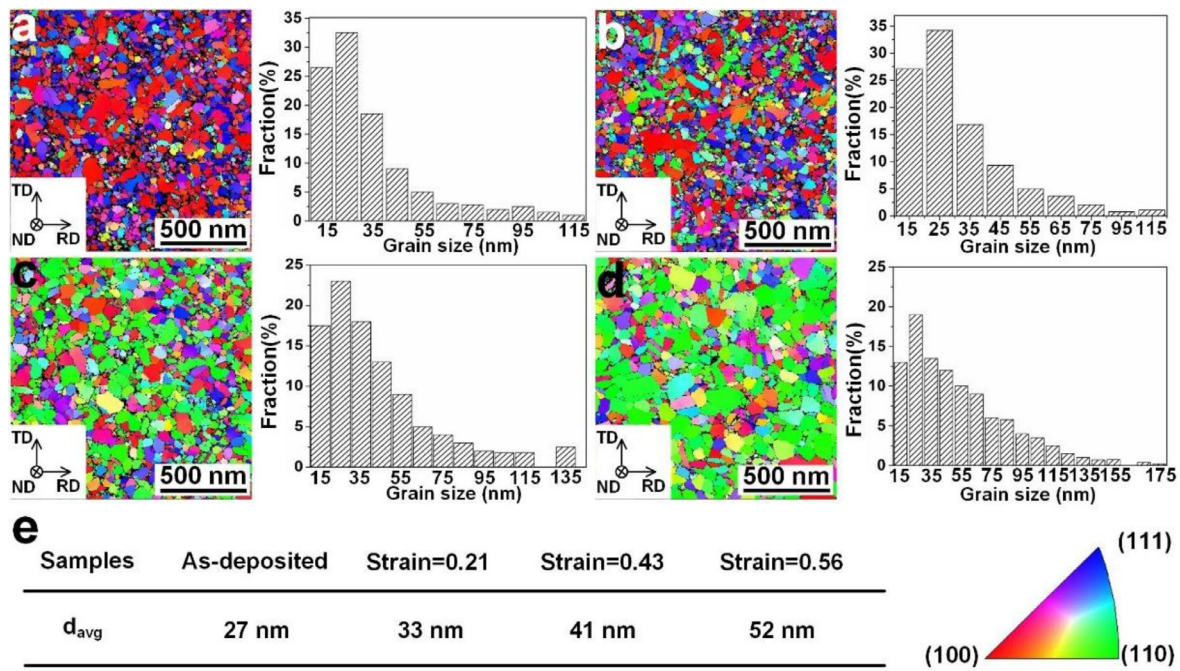 a
Fraction(%)
35
30
25
20
15
10
5
0
15 35 55 75 95 115
Grain size (nm)
TD
ND RD
500 nm
b
Fraction(%)
35
30
25
20
15
10
5
0
15 25 35 45 55 65 75 95 115
Grain size (nm)
TD
ND RD
500 nm
c
Fraction(%)
25
20
15
10
5
0
15 35 55 75 95 115 135
Grain size (nm)
TD
ND RD
500 nm
d
Fraction(%)
25
20
15
10
5
0
15 35 55 75 95 115 135 155 175
Grain size (nm)
TD
ND RD
500 nm
e
Samples As-deposited Strain=0.21 Strain=0.43 Strain=0.56
davg 27 nm 33 nm 41 nm 52 nm
(111)
(100) (110)